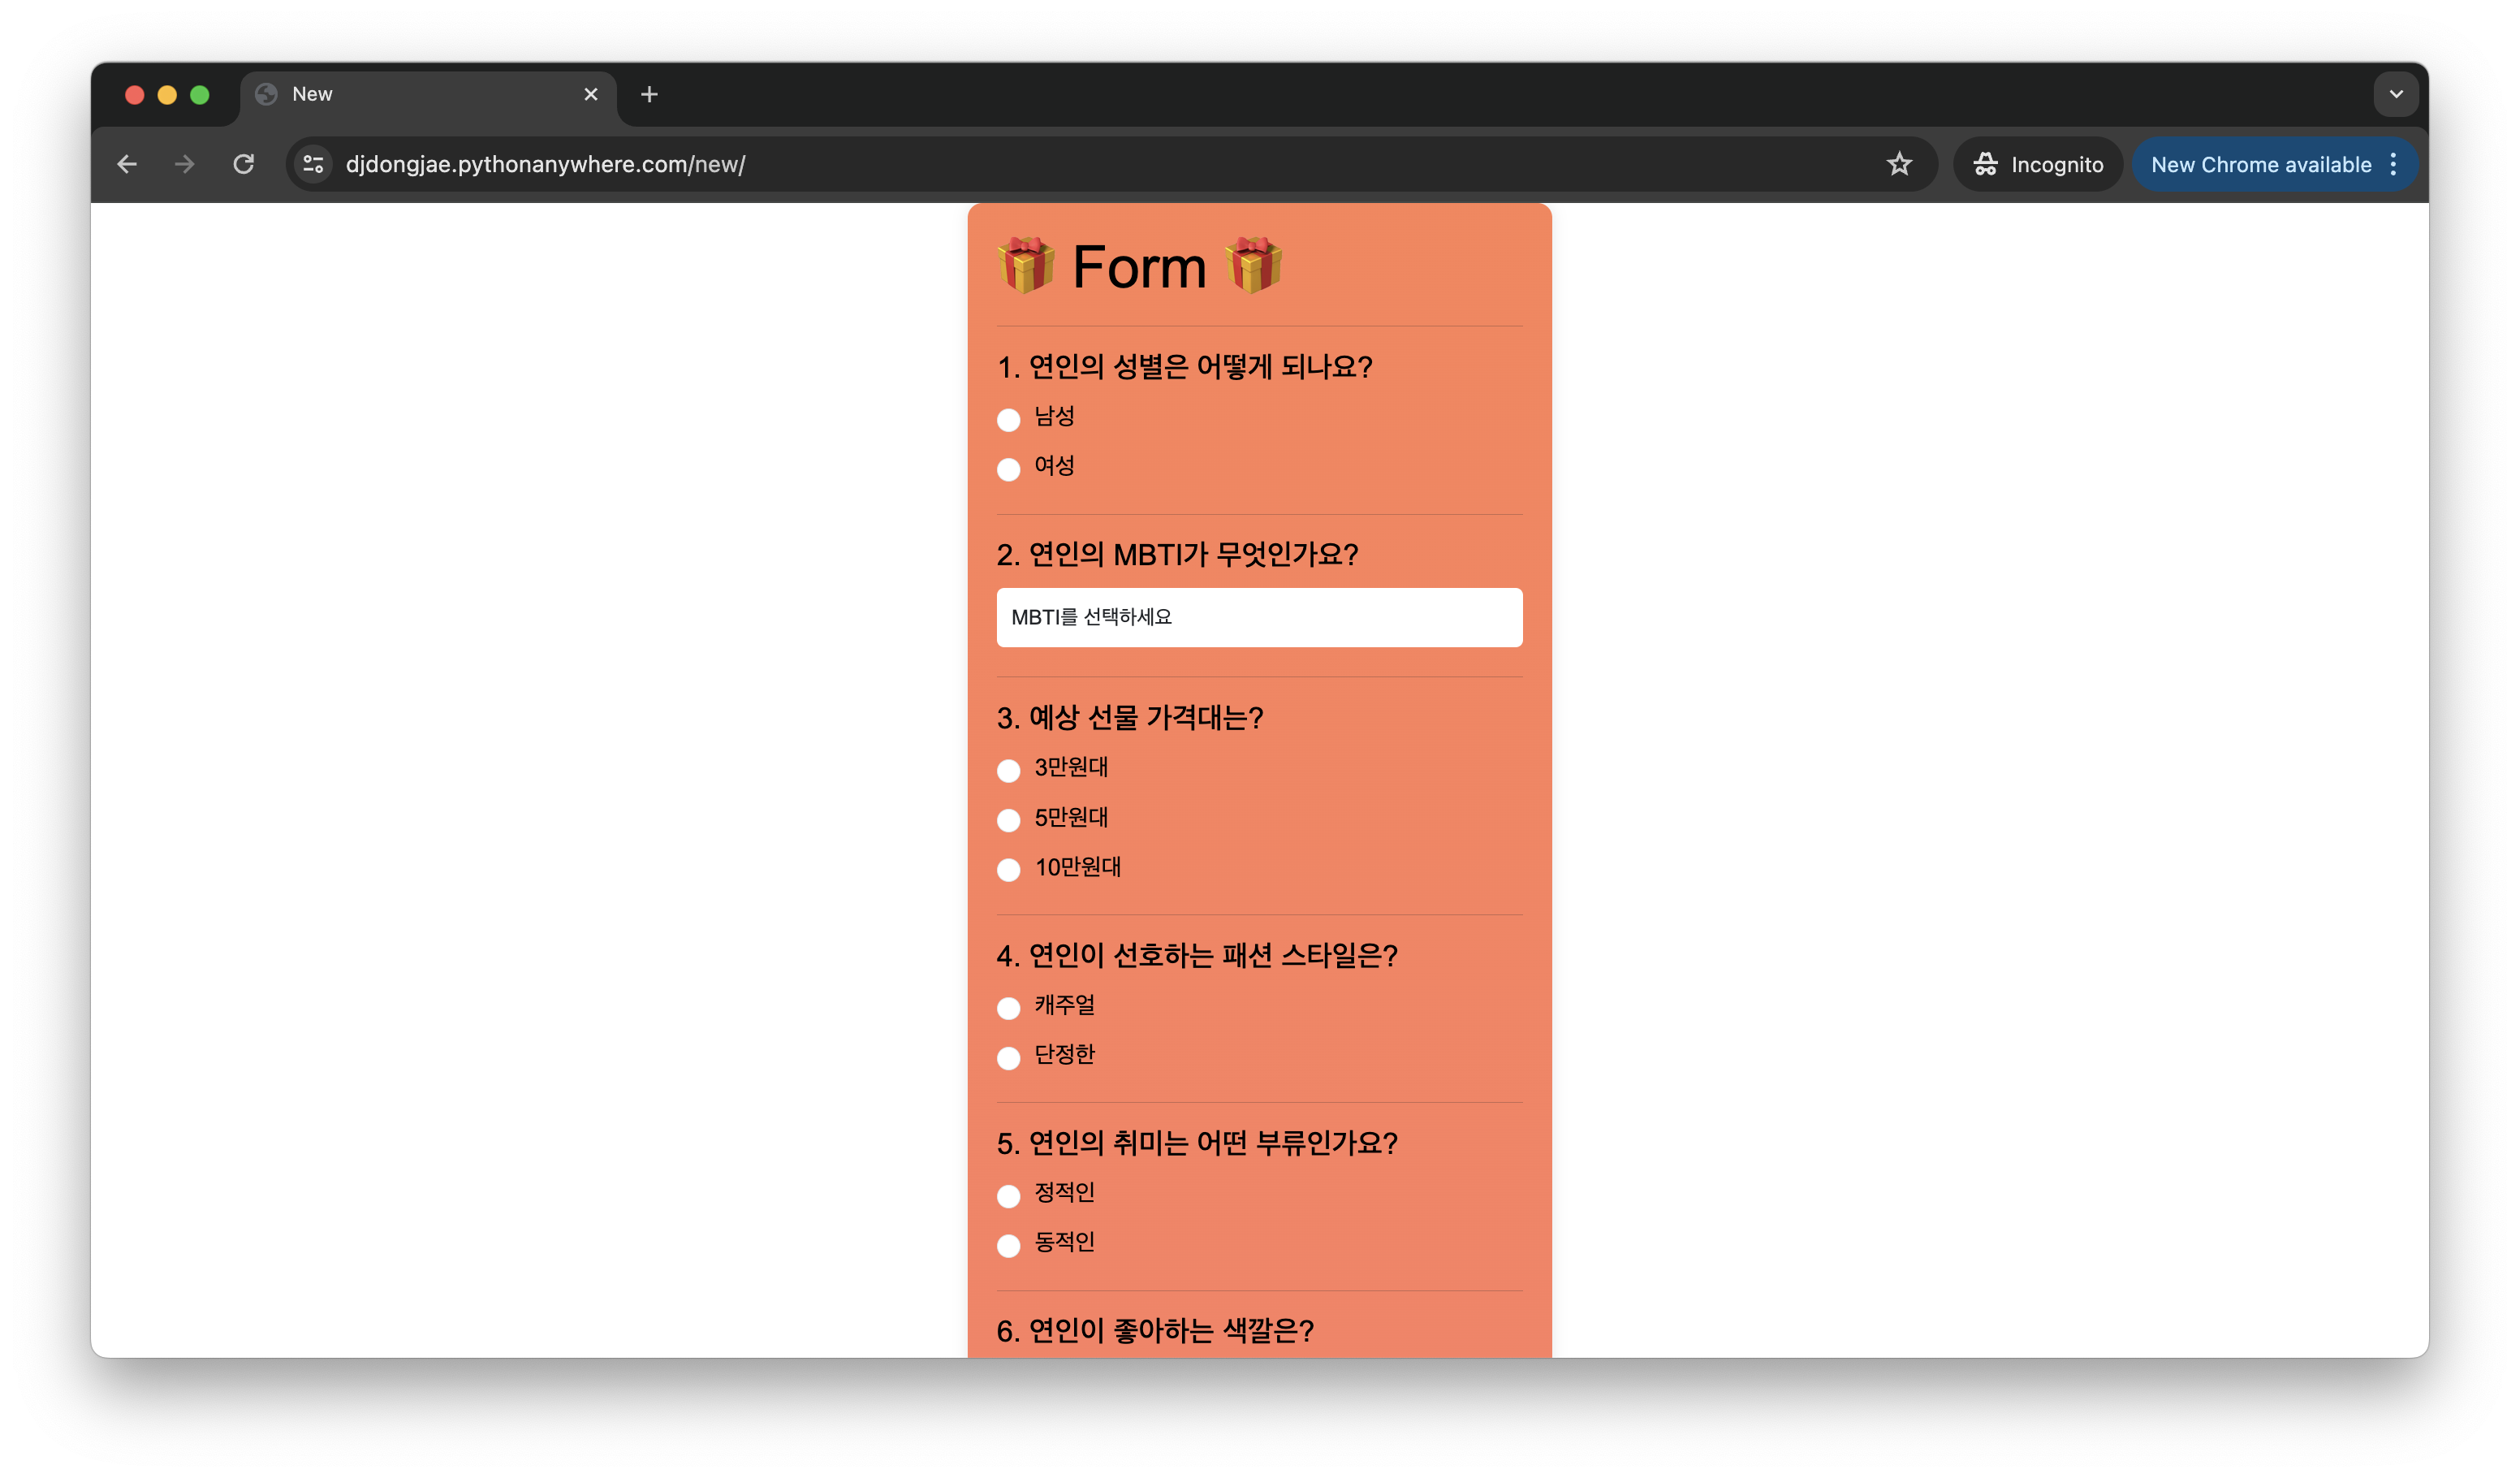 New
djdongjae.pythonanywhere.com/new/
Incognito
New Chrome available
Form
1. 연인의 성별은 어떻게 되나요?
남성
여성
2. 연인의 MBTI가 무엇인가요?
MBTI를 선택하세요
3. 예상 선물 가격대는?
3만원대
5만원대
10만원대
4. 연인이 선호하는 패션 스타일은?
캐주얼
단정한
5. 연인의 취미는 어떤 부류인가요?
정적인
동적인
6. 연인이 좋아하는 색깔은?